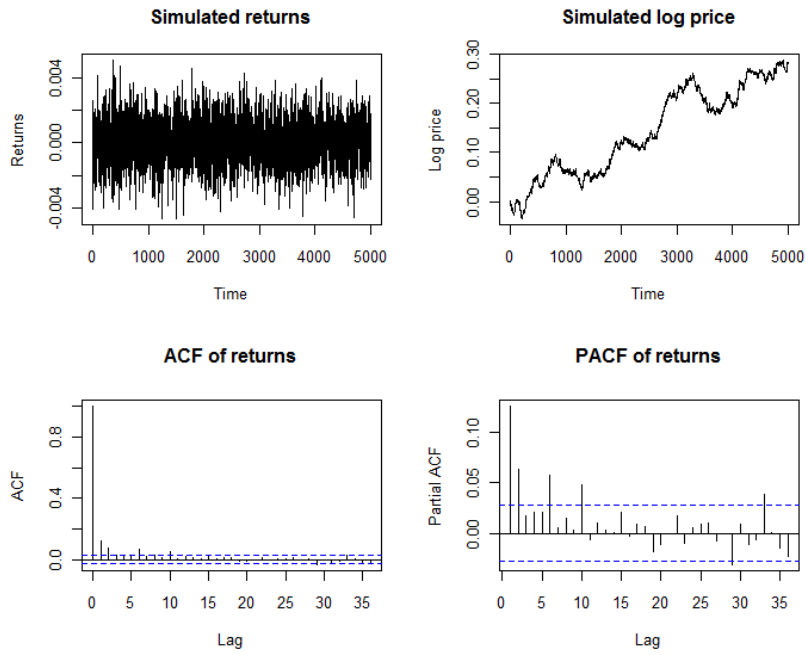 Simulated returns
Returns
0.004
0.000
-0.004
0 1000 2000 3000 4000 5000
Time
Simulated log price
Log price
0.30
0.20
0.10
0.00
0 1000 2000 3000 4000 5000
Time
ACF of returns
ACF
0.8
0.4
0.0
0 5 10 15 20 25 30 35
Lag
PACF of returns
Partial ACF
0.10
0.05
0.00
0 5 10 15 20 25 30 35
Lag